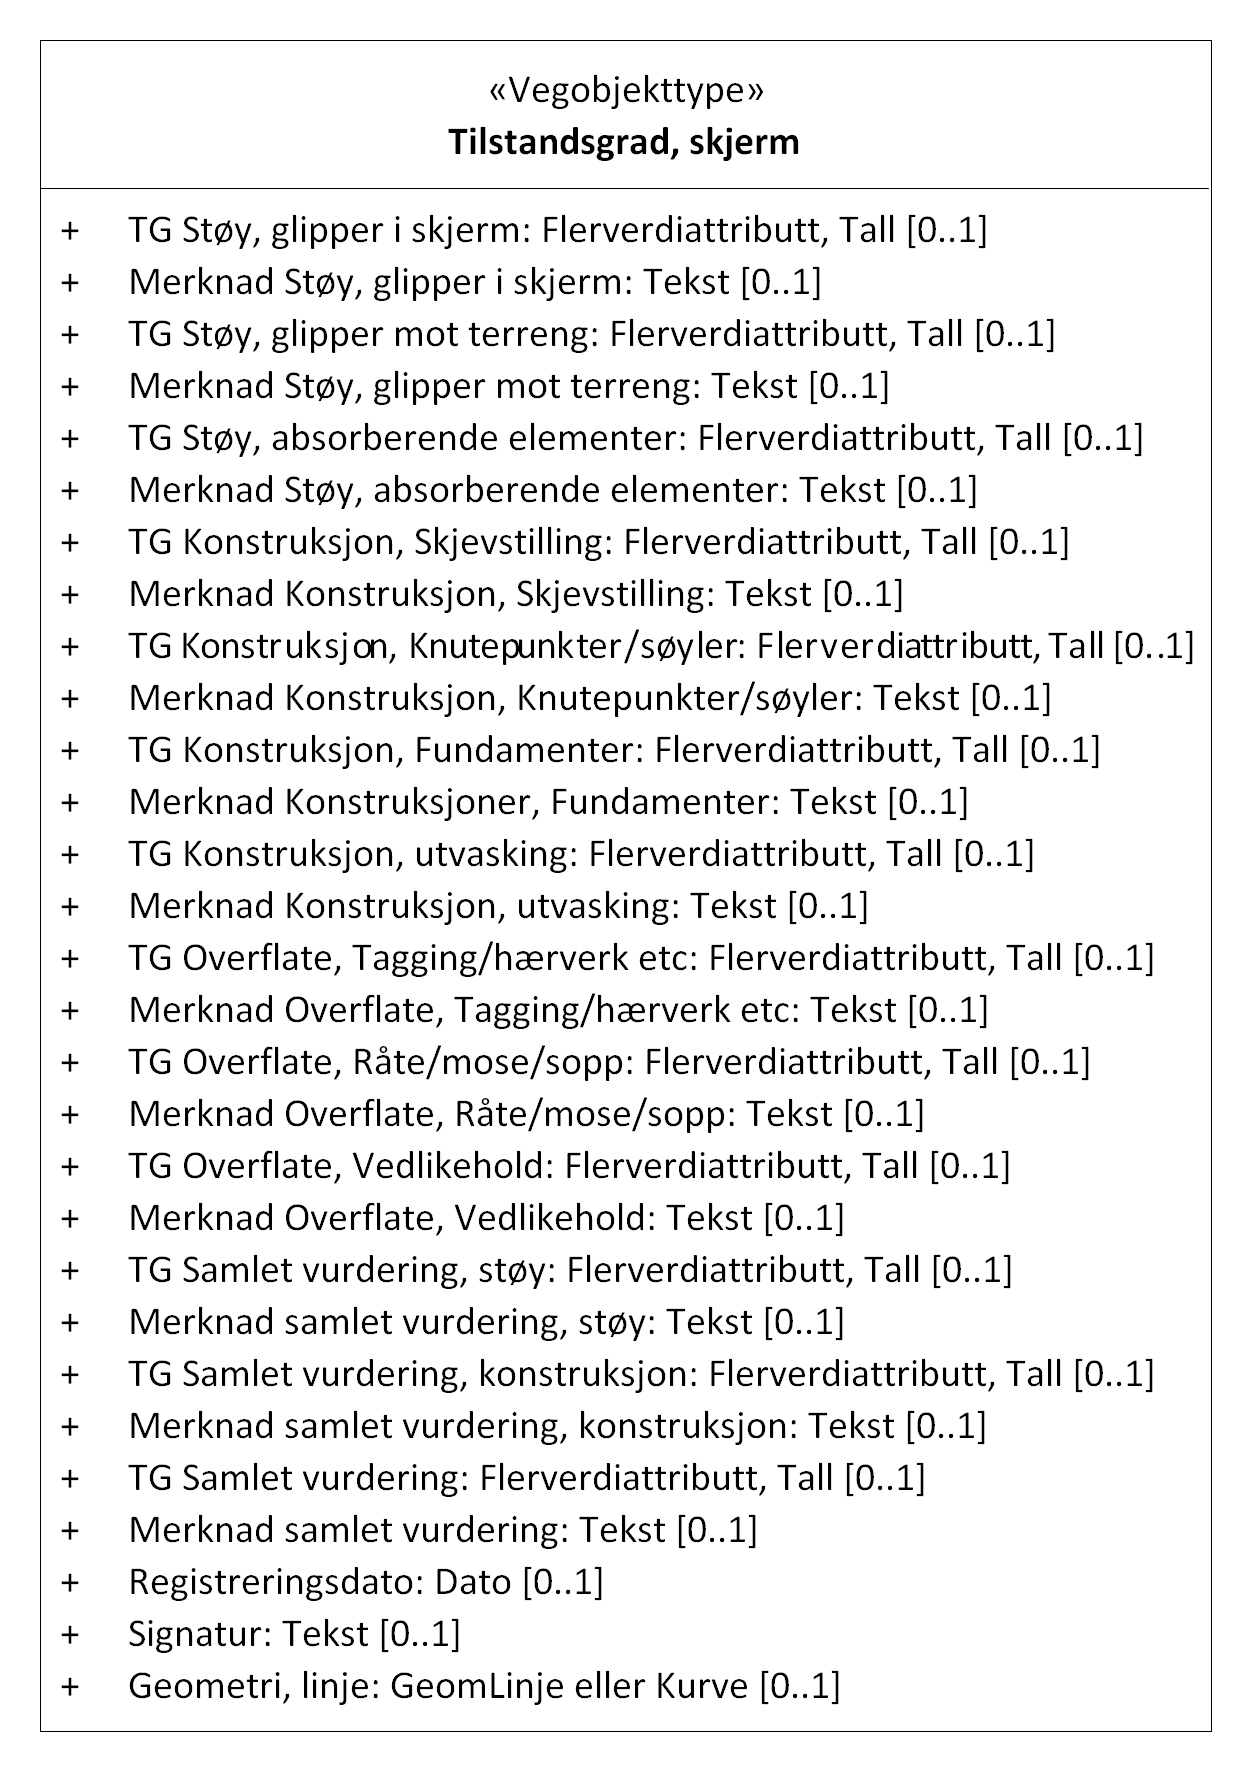 «Vegobjekttype»
Tilstandsgrad, skjerm
+ TG Støy, glipper i skjerm: Flerverdiattributt, Tall [0..1]
+ Merknad Støy, glipper i skjerm: Tekst [0..1]
+ TG Støy, glipper mot terreng: Flerverdiattributt, Tall [0..1]
+ Merknad Støy, glipper mot terreng: Tekst [0..1]
+ TG Støy, absorberende elementer: Flerverdiattributt, Tall [0..1]
+ Merknad Støy, absorberende elementer: Tekst [0..1]
+ TG Konstruksjon, Skjevstilling: Flerverdiattributt, Tall [0..1]
+ Merknad Konstruksjon, Skjevstilling: Tekst [0..1]
+ TG Konstruksjon, Knutepunkter/søyler: Flerverdiattributt, Tall [0..1]
+ Merknad Konstruksjon, Knutepunkter/søyler: Tekst [0..1]
+ TG Konstruksjon, Fundamenter: Flerverdiattributt, Tall [0..1]
+ Merknad Konstruksjoner, Fundamenter: Tekst [0..1]
+ TG Konstruksjon, utvasking: Flerverdiattributt, Tall [0..1]
+ Merknad Konstruksjon, utvasking: Tekst [0..1]
+ TG Overflate, Tagging/hærverk etc: Flerverdiattributt, Tall [0..1]
+ Merknad Overflate, Tagging/hærverk etc: Tekst [0..1]
+ TG Overflate, Råte/mose/sopp: Flerverdiattributt, Tall [0..1]
+ Merknad Overflate, Råte/mose/sopp: Tekst [0..1]
+ TG Overflate, Vedlikehold: Flerverdiattributt, Tall [0..1]
+ Merknad Overflate, Vedlikehold: Tekst [0..1]
+ TG Samlet vurdering, støy: Flerverdiattributt, Tall [0..1]
+ Merknad samlet vurdering, støy: Tekst [0..1]
+ TG Samlet vurdering, konstruksjon: Flerverdiattributt, Tall [0..1]
+ Merknad samlet vurdering, konstruksjon: Tekst [0..1]
+ TG Samlet vurdering: Flerverdiattributt, Tall [0..1]
+ Merknad samlet vurdering: Tekst [0..1]
+ Registreringsdato: Dato [0..1]
+ Signatur: Tekst [0..1]
+ Geometri, linje: GeomLinje eller Kurve [0..1]